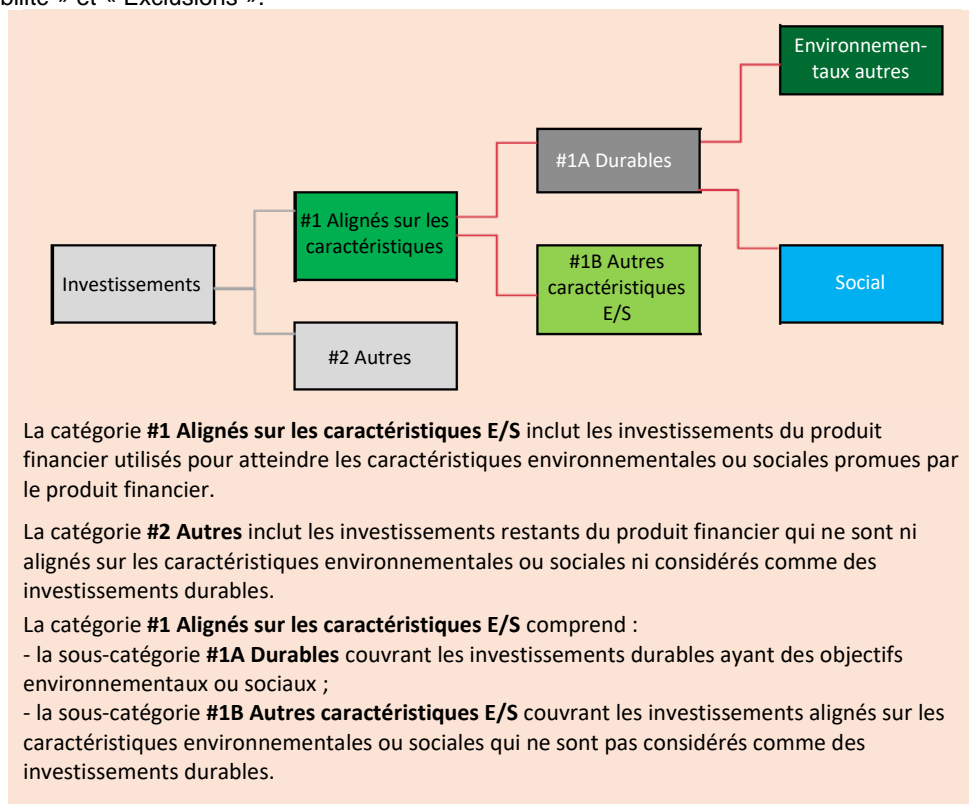 bilité » et « Exclusions ».
Environnemen-
taux autres
#1A Durables
#1 Alignés sur les
caractéristiques
#1B Autres
caractéristiques
E/S
Social
Investissements
#2 Autres
La catégorie #1 Alignés sur les caractéristiques E/S inclut les investissements du produit
financier utilisés pour atteindre les caractéristiques environnementales ou sociales promues par
le produit financier.
La catégorie #2 Autres inclut les investissements restants du produit financier qui ne sont ni
alignés sur les caractéristiques environnementales ou sociales ni considérés comme des
investissements durables.
La catégorie #1 Alignés sur les caractéristiques E/S comprend :
- la sous-catégorie #1A Durables couvrant les investissements durables ayant des objectifs
environnementaux ou sociaux ;
- la sous-catégorie #1B Autres caractéristiques E/S couvrant les investissements alignés sur les
caractéristiques environnementales ou sociales qui ne sont pas considérés comme des
investissements durables.